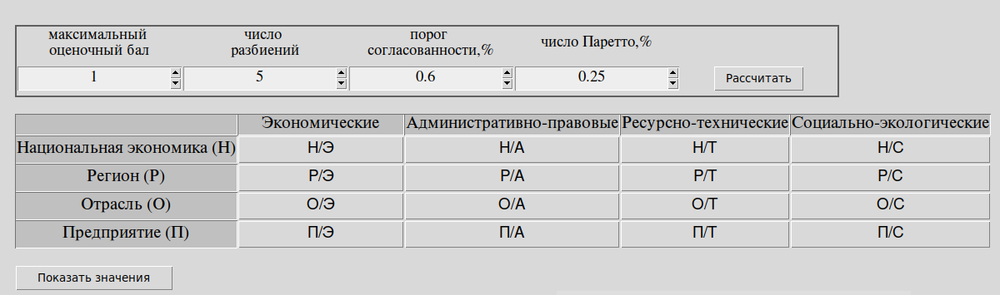 максимальный
оценочный бал
число
разбиений
порог
согласованности,%
число Паретто,%
1
5
0.6
0.25
Рассчитать
Экономические Административно-правовые Ресурсно-технические Социально-экологические
Национальная экономика (Н) Н/Э Н/А Н/Т Н/С
Регион (Р) Р/Э Р/А Р/Т Р/С
Отрасль (О) О/Э О/А О/Т О/С
Предприятие (П) П/Э П/А П/Т П/С
Показать значения